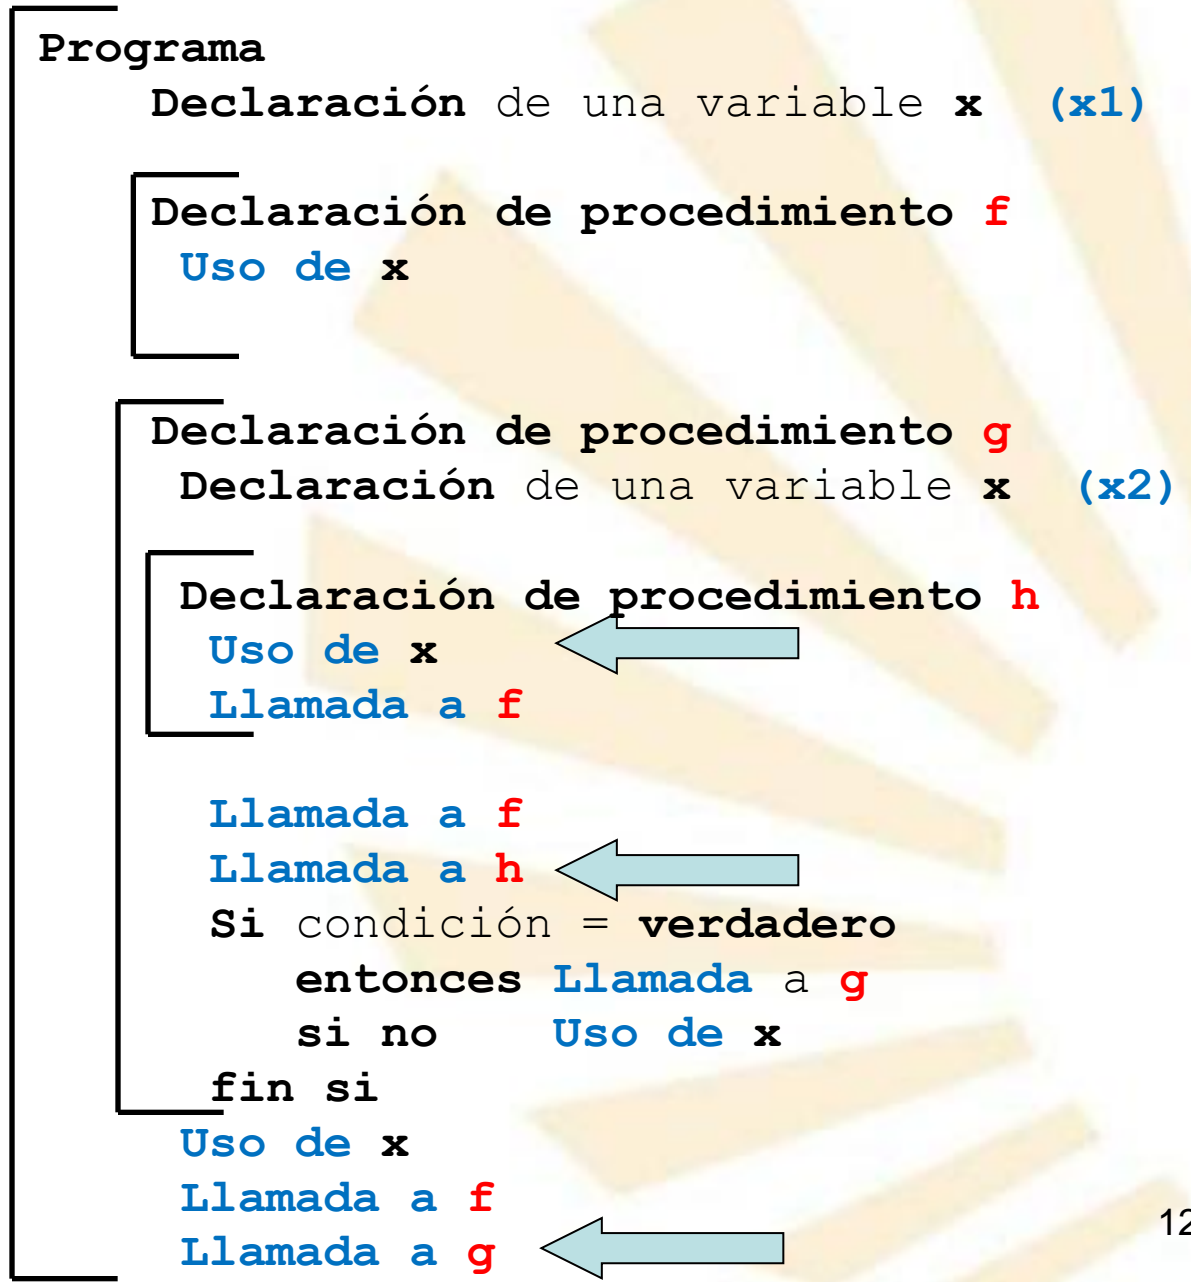 Programa
Declaración de una variable x (x1)
Declaración de procedimiento f
Uso de x
Declaración de procedimiento g
Declaración de una variable x (x2)
Declaración de procedimiento h
Uso de x
Llamada a f
Llamada a f
Llamada a h
Si condición = verdadero
entonces Llamada a g
si no Uso de x
fin si
Uso de x
Llamada a f
Llamada a g
12